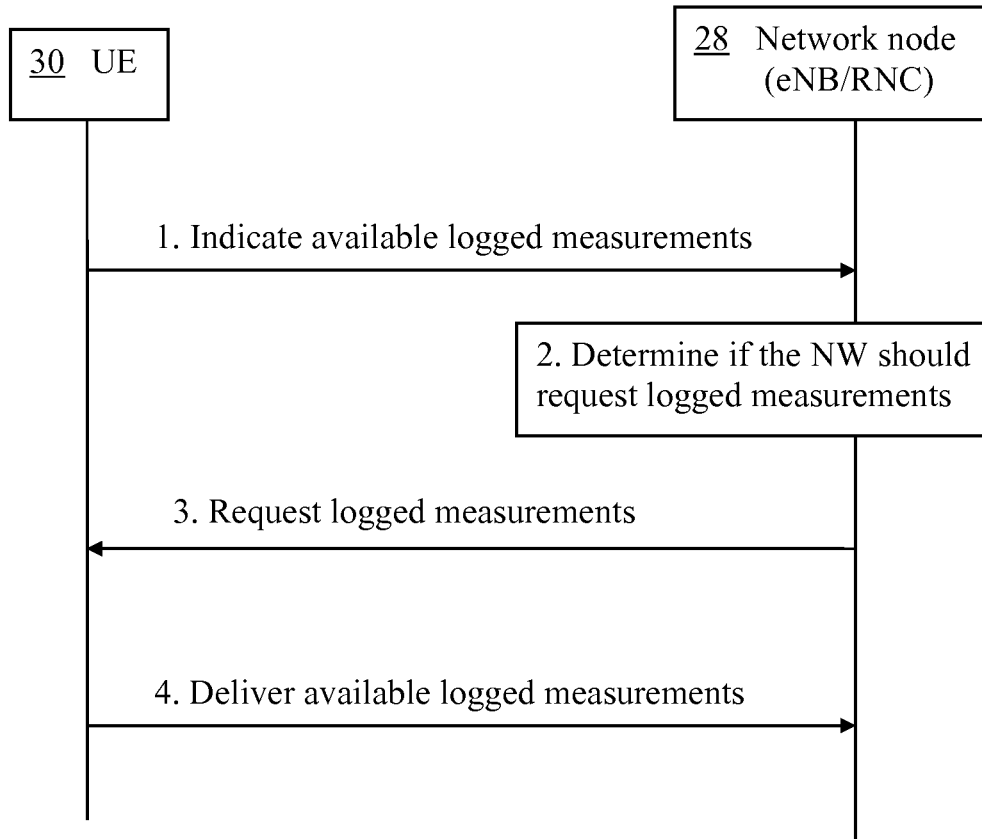 30 UE
28 Network node
(eNB/RNC)
1. Indicate available logged measurements
2. Determine if the NW should
request logged measurements
3. Request logged measurements
4. Deliver available logged measurements